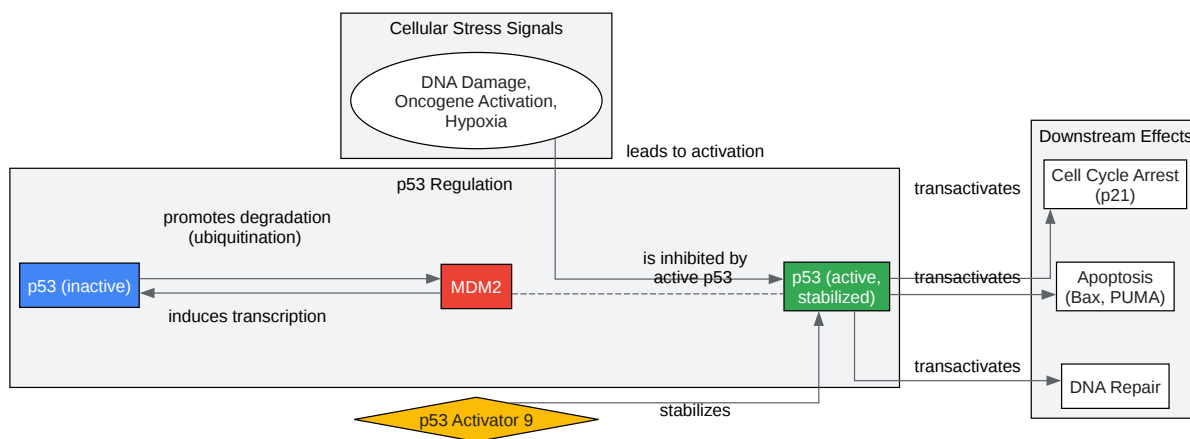 Cellular Stress Signals
DNA Damage,
Oncogene Activation,
Hypoxia
leads to activation
p53 Regulation
promotes degradation
(ubiquitination)
p53 (inactive)
MDM2
induces transcription
is inhibited by
active p53
p53 (active,
stabilized)
p53 Activator 9
stabilizes
transactivates
transactivates
transactivates
Downstream Effects
Cell Cycle Arrest
(p21)
Apoptosis
(Bax, PUMA)
DNA Repair